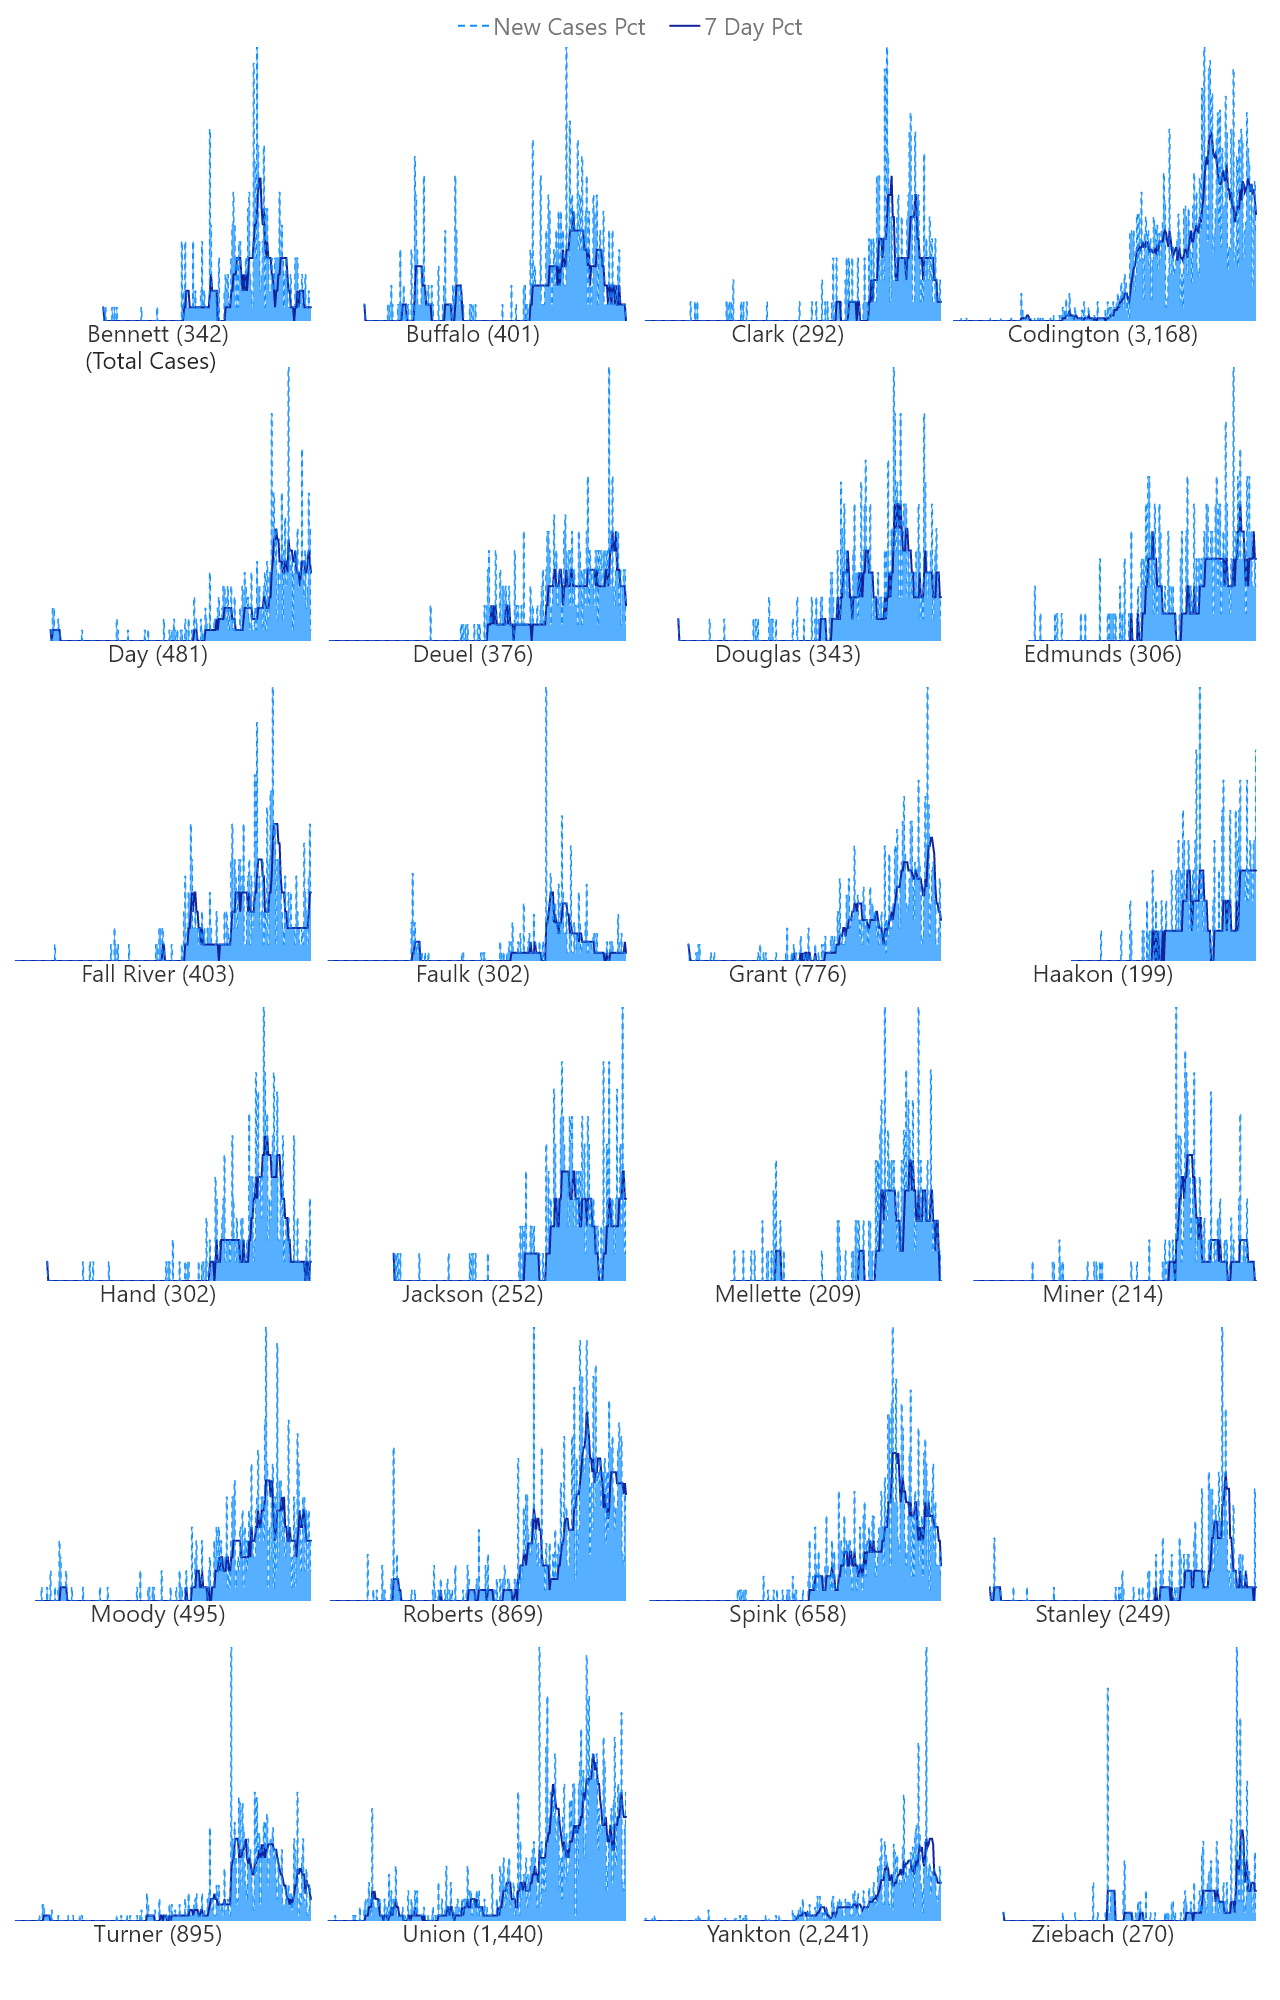 New Cases Pct 7 Day Pct
Bennett (342) Buffalo (401) Clark (292) Codington (3,168)
(Total Cases)
Day (481) Deuel (376) Douglas (343) Edmunds (306)
Fall River (403) Faulk (302) Grant (776) Haakon (199)
Hand (302) Jackson (252) Mellette (209) Miner (214)
Moody (495) Roberts (869) Spink (658) Stanley (249)
Turner (895) Union (1,440) Yankton (2,241) Ziebach (270)